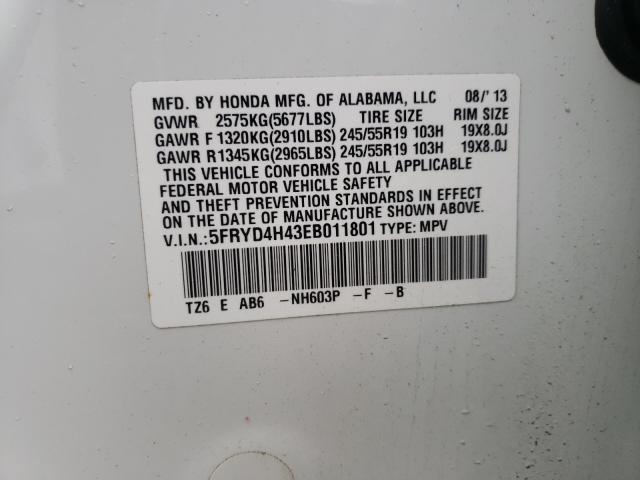 MFD. BY HONDA MFG. OF ALABAMA, LLC 08/'13
GVWR 2575KG(5677LBS) TIRE SIZE RIM SIZE
GAWR F 1320KG(2910LBS) 245/55R19 103H 19X8.0J
GAWR R1345KG(2965LBS) 245/55R19 103H 19X8.0J
THIS VEHICLE CONFORMS TO ALL APPLICABLE
FEDERAL MOTOR VEHICLE SAFETY
AND THEFT PREVENTION STANDARDS IN EFFECT
ON THE DATE OF MANUFACTURE SHOWN ABOVE.
V.I.N.:5FRYD4H43EB011801 TYPE: MPV
TZ6 E AB6 -NH603P -F -B